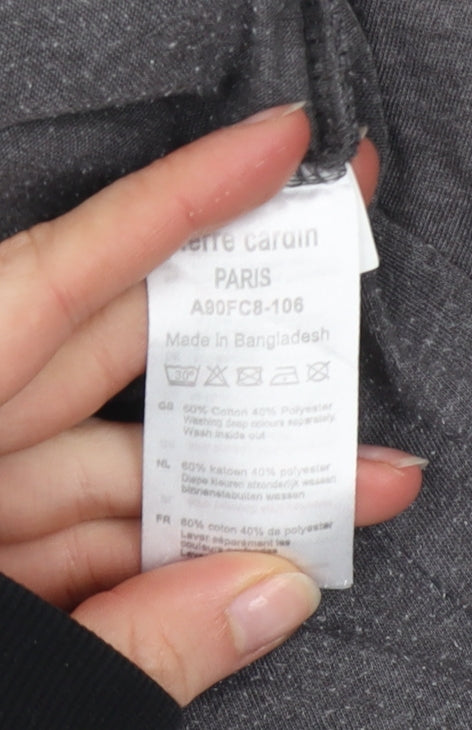 erre cardin
PARIS
A90FC8-106
Made in Bangladesh
30°
GB 60% Cotton 40% Polyester
Washing deep colours separately.
Wash inside out
NL 60% katoen 40% polyester
Diepe kleuren afzonderlijk wassen
binnenstebuiten wassen
FR 60% coton 40% de polyester
Laver séparément les
couleurs